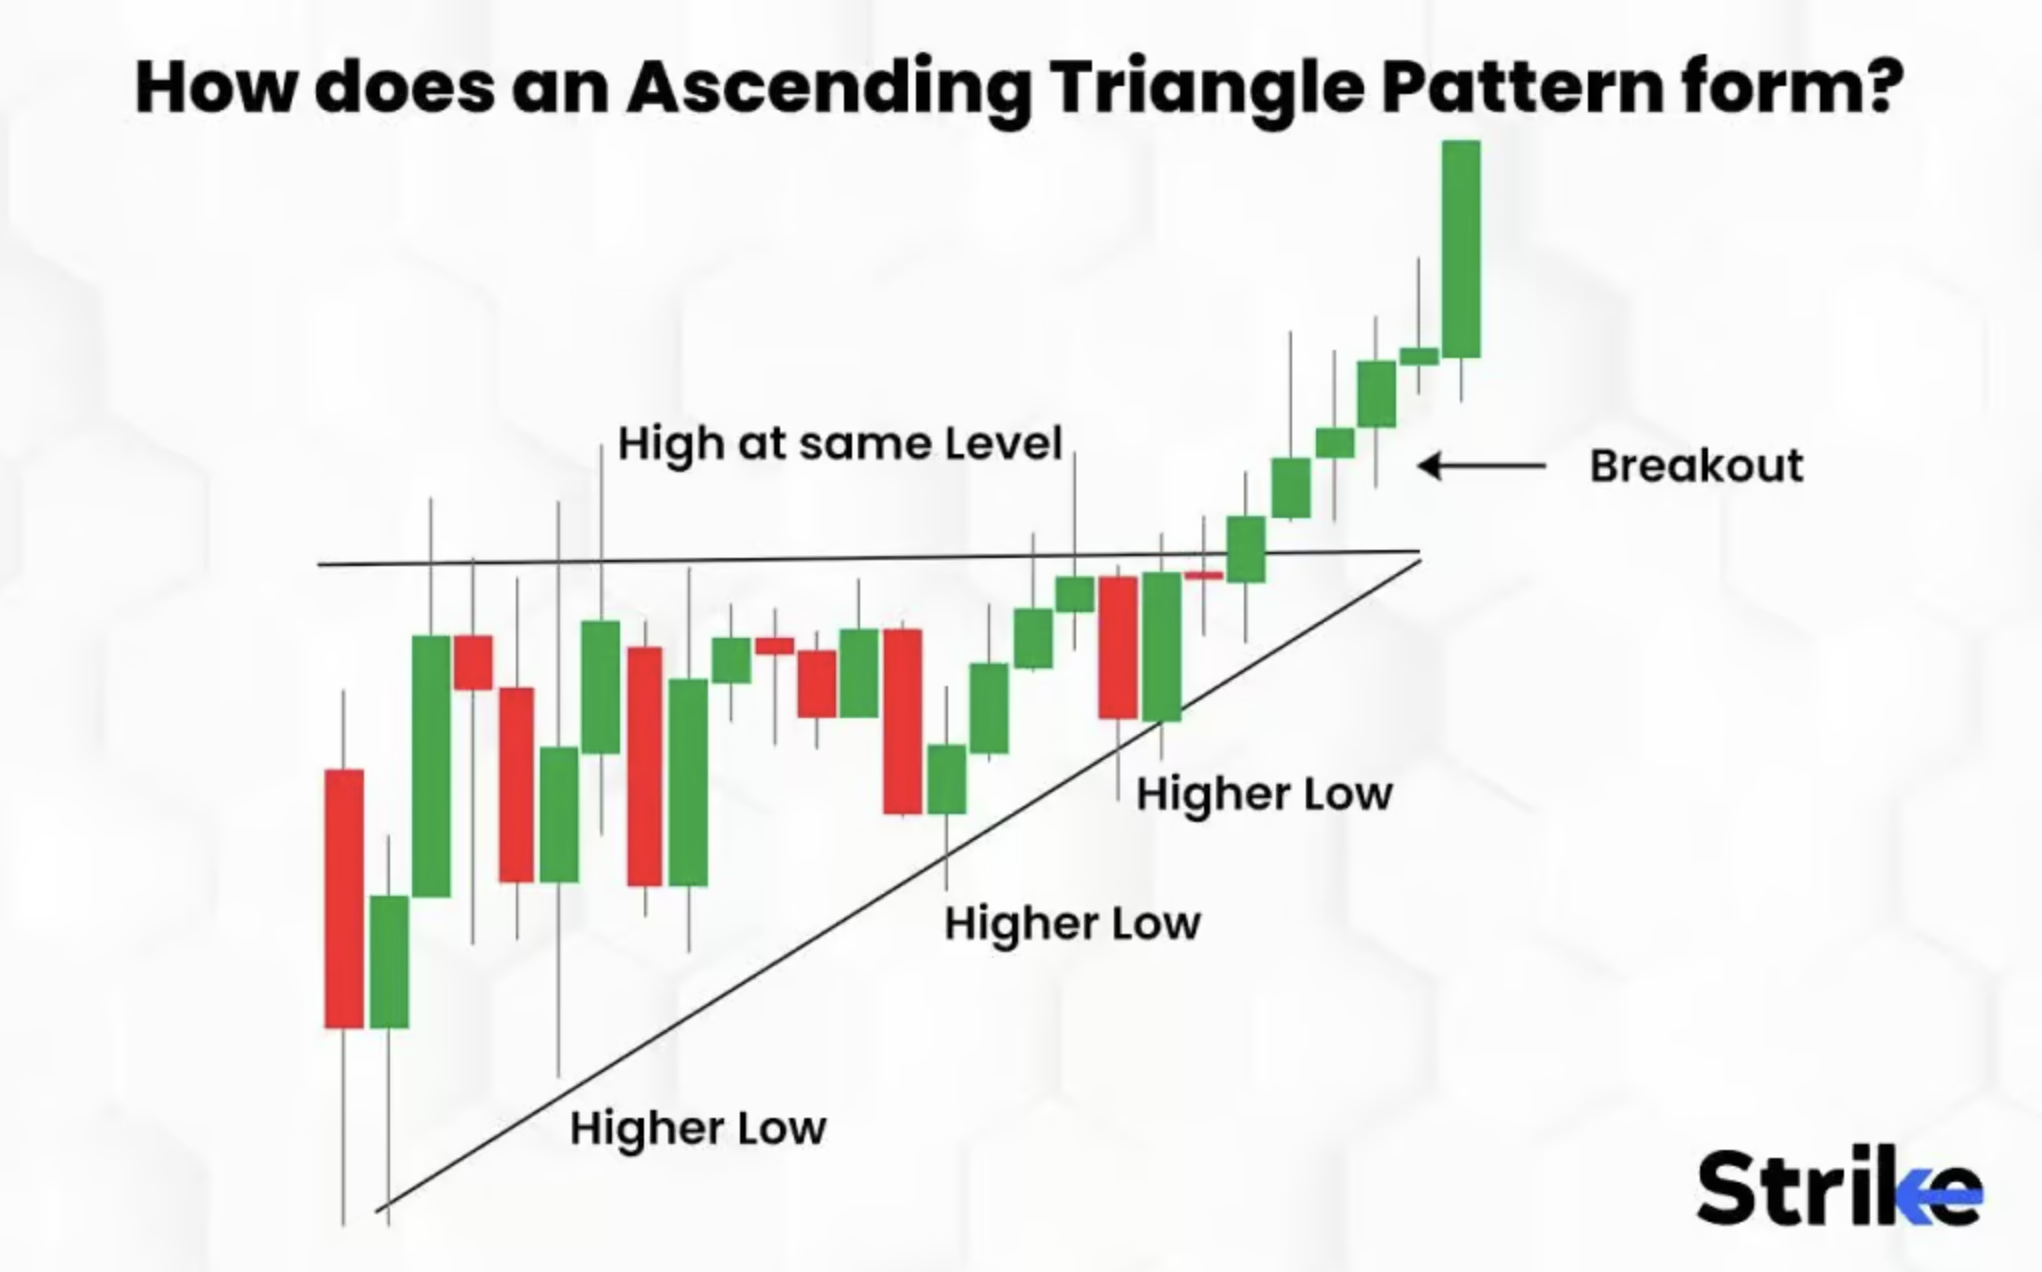 How does an Ascending Triangle Pattern form?
High at same Level
Breakout
Higher Low
Higher Low
Higher Low
Strike